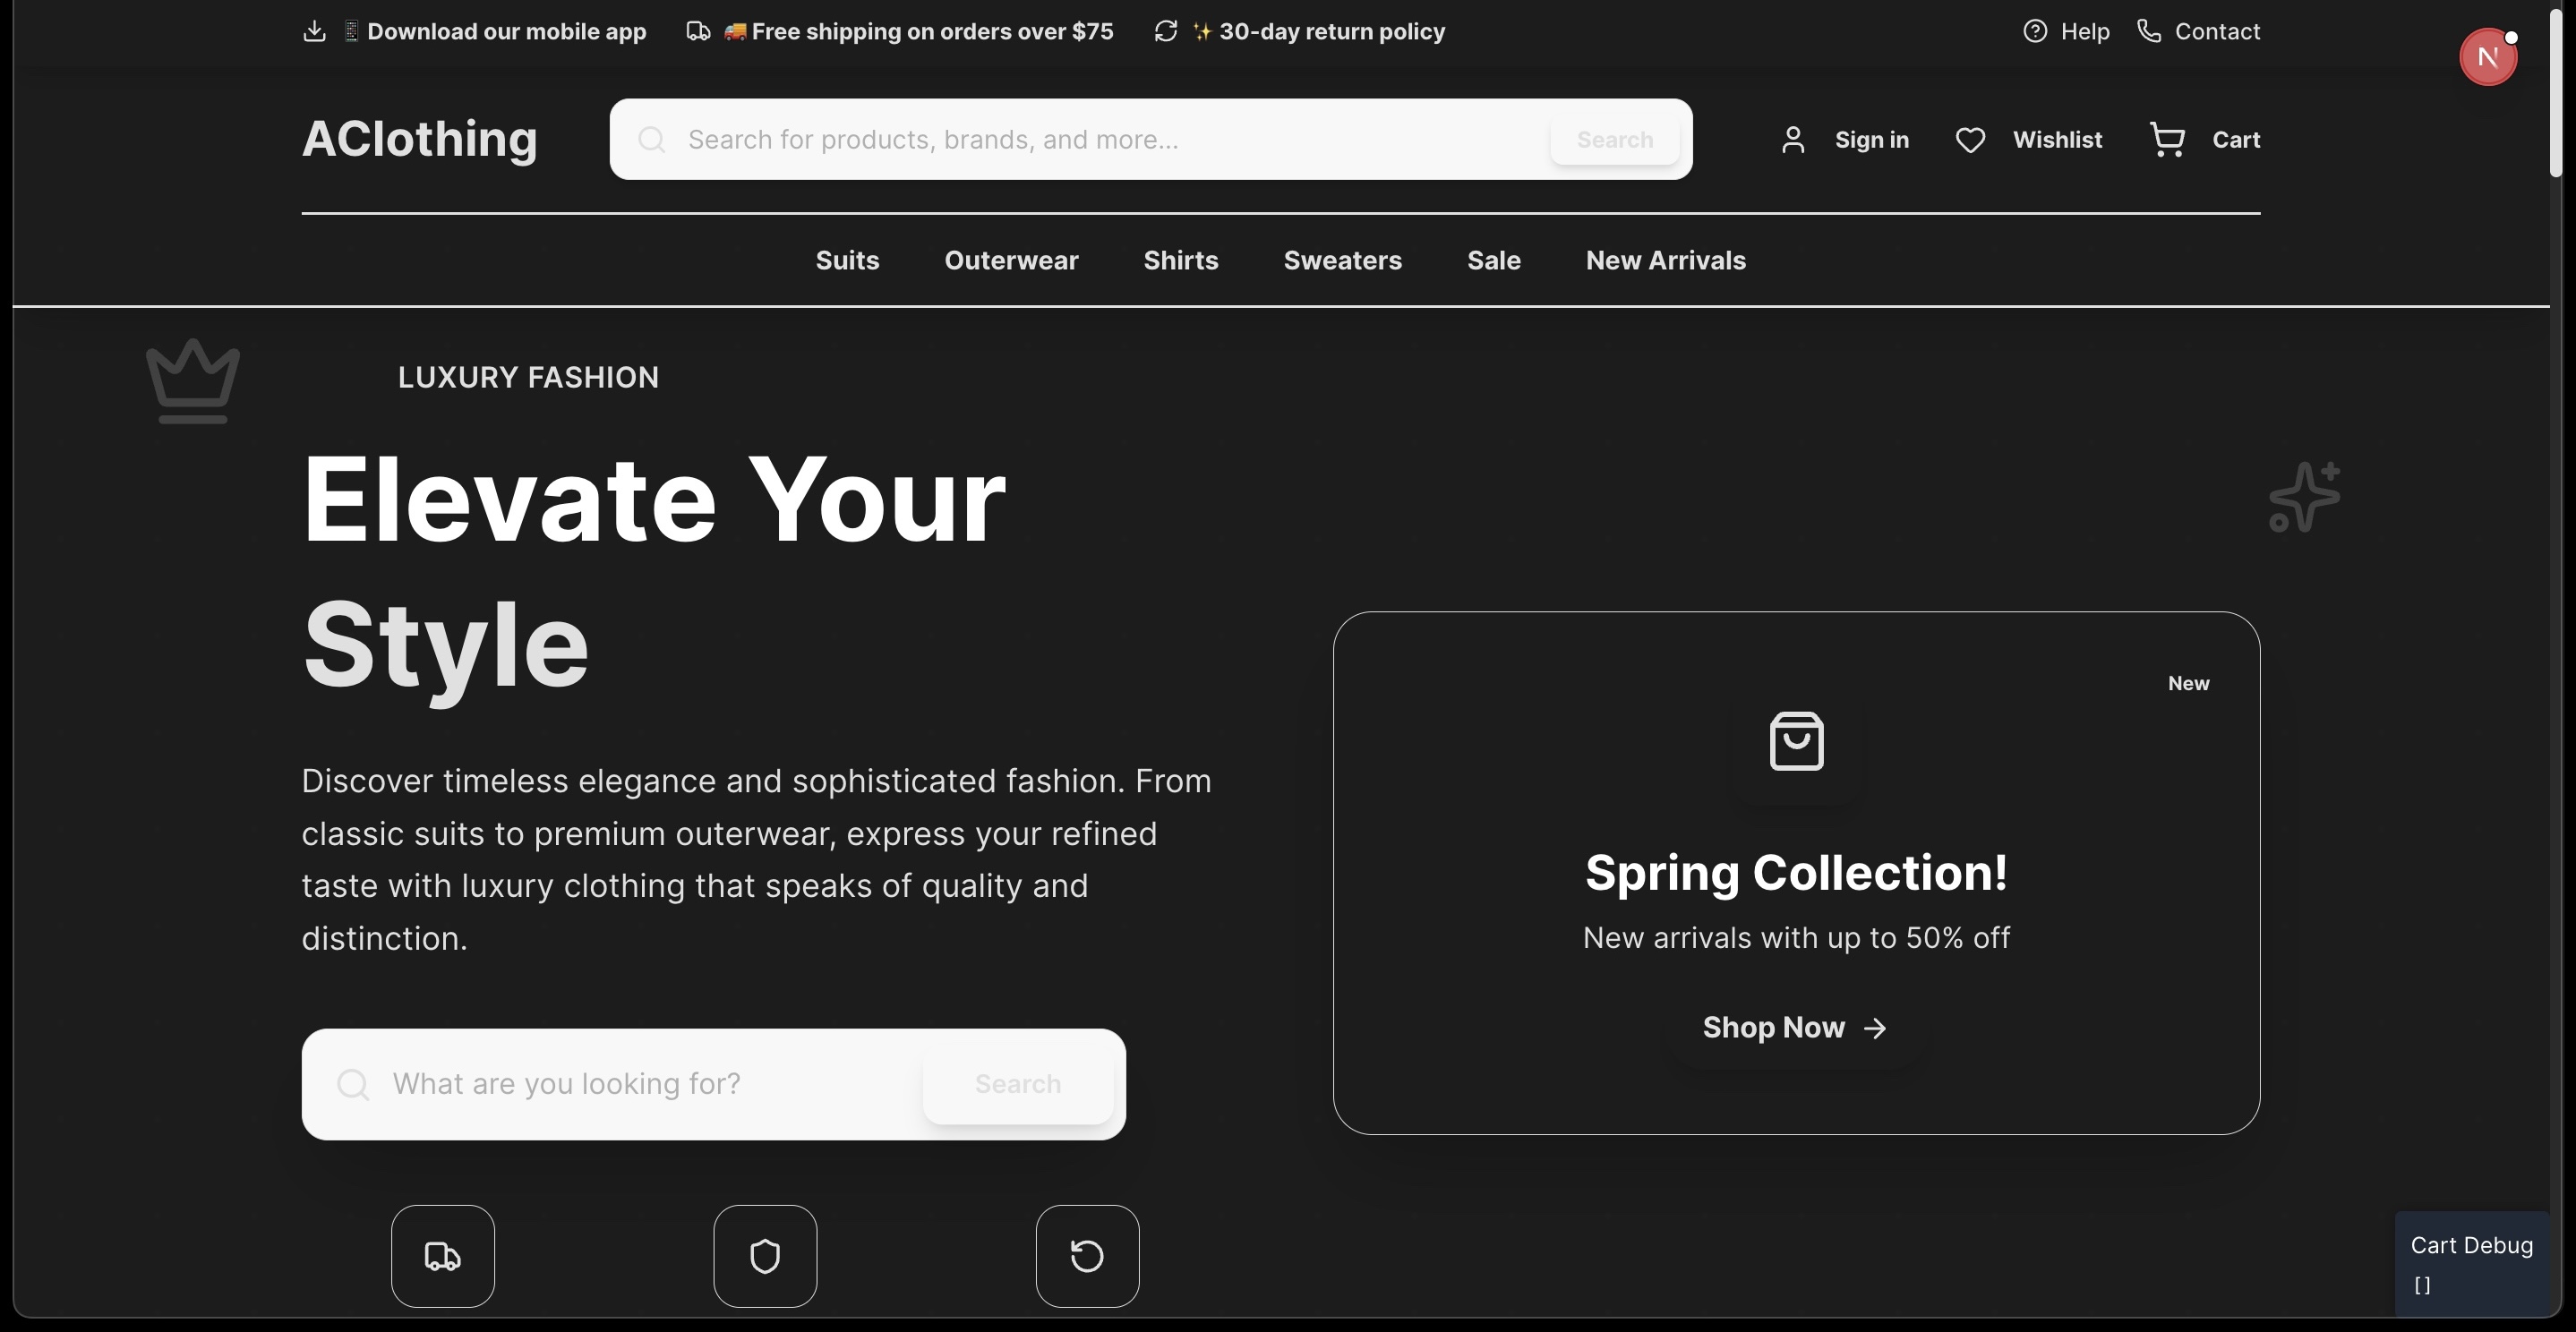 📱 Download our mobile app 🚚 Free shipping on orders over $75 ✨ 30-day return policy Help Contact
N
AClothing Search for products, brands, and more... Search Sign in Wishlist Cart
Suits Outerwear Shirts Sweaters Sale New Arrivals
LUXURY FASHION
Elevate Your
Style
Discover timeless elegance and sophisticated fashion. From
classic suits to premium outerwear, express your refined
taste with luxury clothing that speaks of quality and
distinction.
What are you looking for? Search
New
Spring Collection!
New arrivals with up to 50% off
Shop Now →
Cart Debug
[]